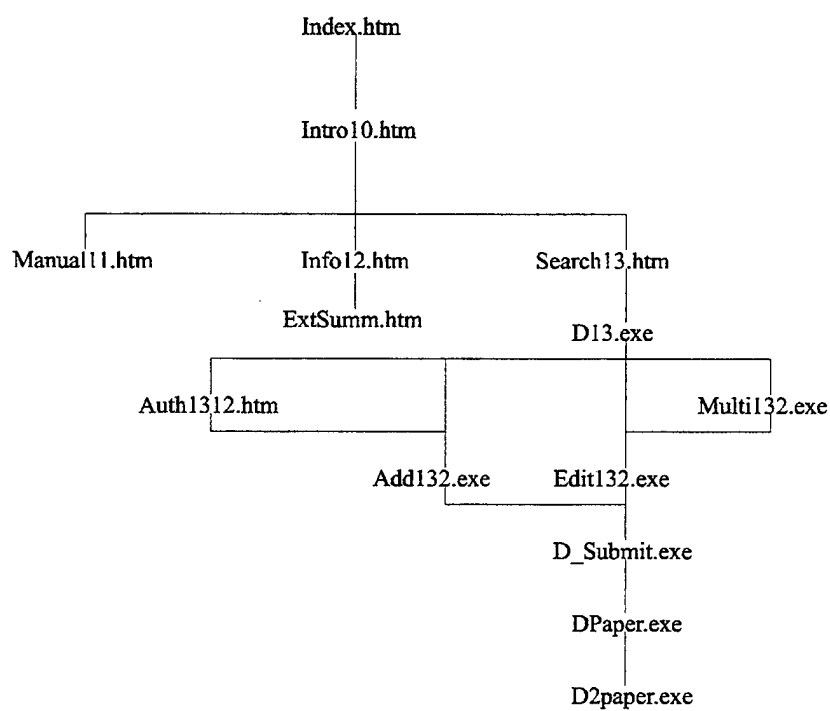 Index.htm
Intro10.htm
Manual11.htm
Info12.htm
Search13.htm
ExtSumm.htm
D13.exe
Auth1312.htm
Multi132.exe
Add132.exe
Edit132.exe
D_Submit.exe
DPaper.exe
D2paper.exe